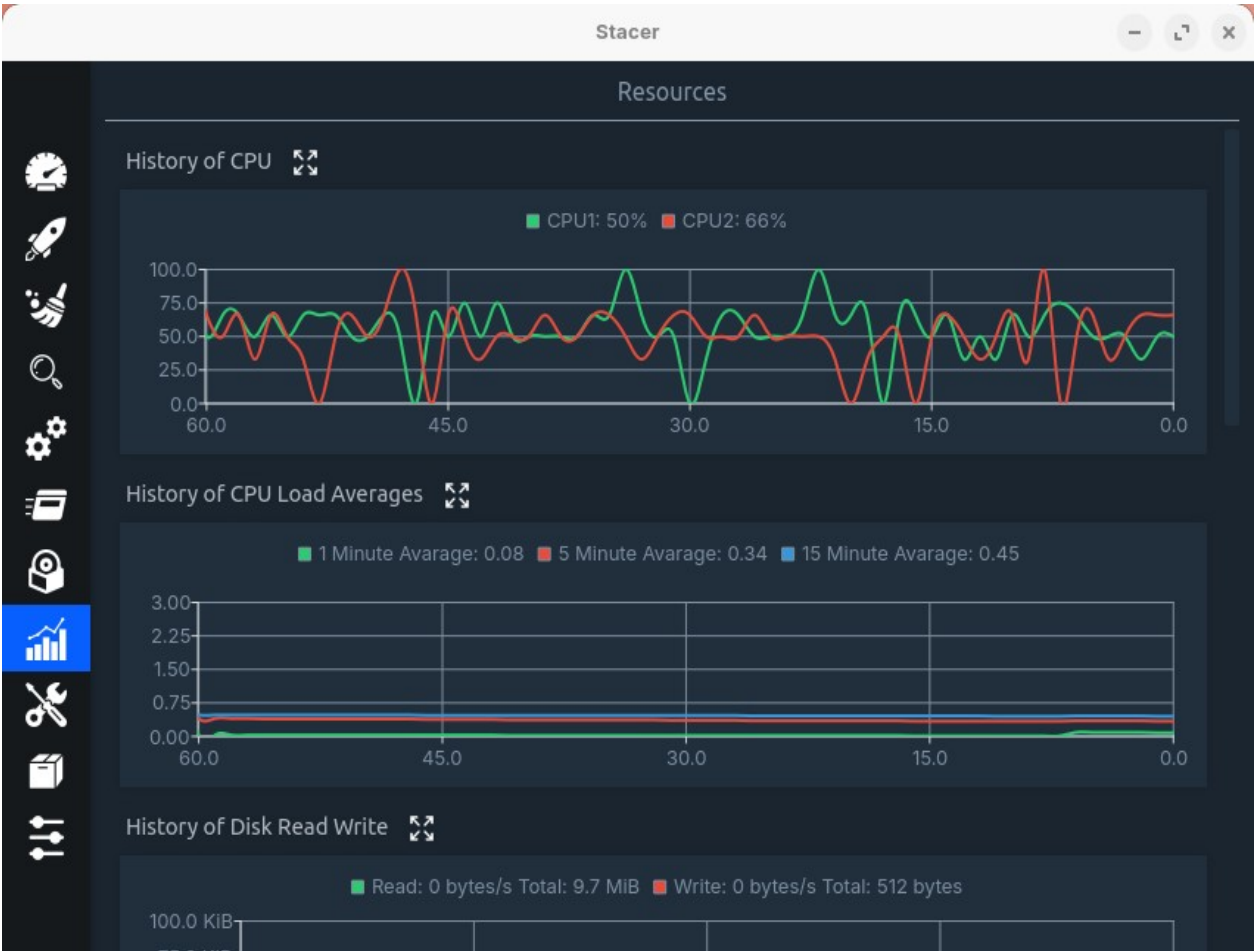 Stacer
Resources
History of CPU
CPU1: 50% CPU2: 66%
100.0
75.0
50.0
25.0
0.0
60.0 45.0 30.0 15.0 0.0
History of CPU Load Averages
1 Minute Avarage: 0.08 5 Minute Avarage: 0.34 15 Minute Avarage: 0.45
3.00
2.25
1.50
0.75
0.00
60.0 45.0 30.0 15.0 0.0
History of Disk Read Write
Read: 0 bytes/s Total: 9.7 MiB Write: 0 bytes/s Total: 512 bytes
100.0 KiB